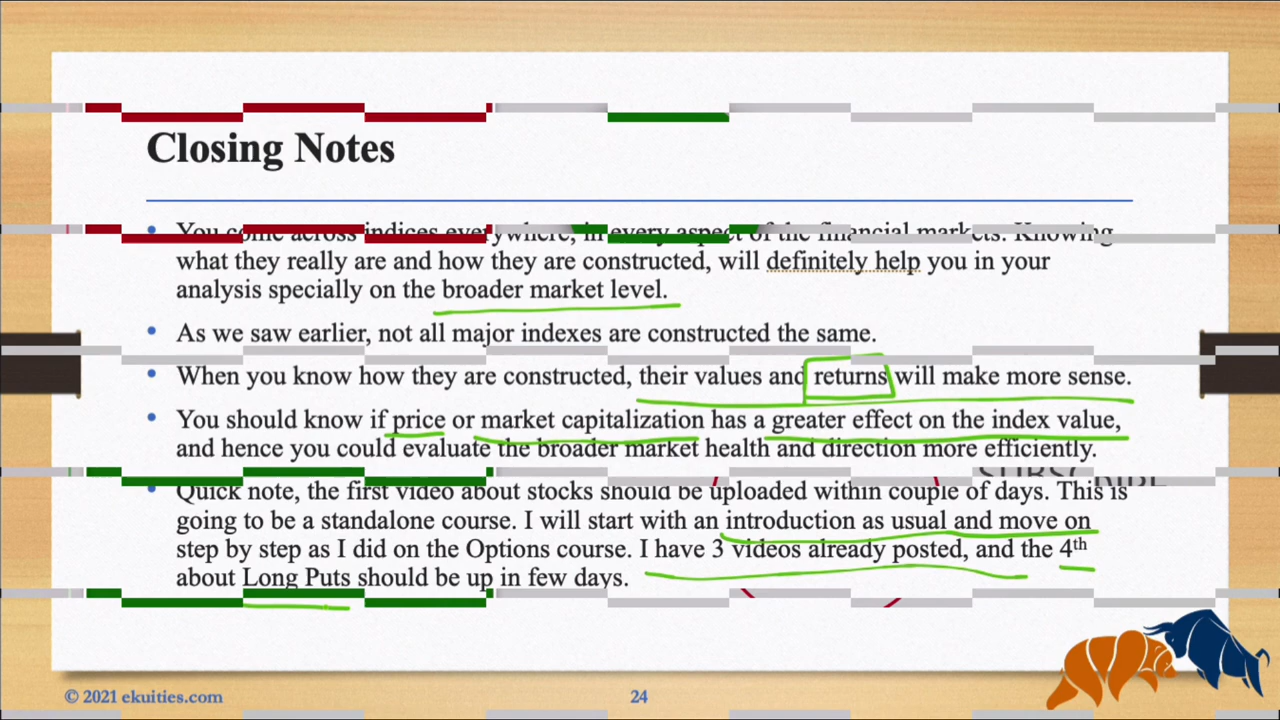 Closing Notes
• You come across indices everywhere, in every aspect of the financial markets. Knowing
what they really are and how they are constructed, will definitely help you in your
analysis specially on the broader market level.
• As we saw earlier, not all major indexes are constructed the same.
• When you know how they are constructed, their values and returns will make more sense.
• You should know if price or market capitalization has a greater effect on the index value,
and hence you could evaluate the broader market health and direction more efficiently.
• Quick note, the first video about stocks should be uploaded within couple of days. This is
going to be a standalone course. I will start with an introduction as usual and move on
step by step as I did on the Options course. I have 3 videos already posted, and the 4th
about Long Puts should be up in few days.
© 2021 ekuities.com
24